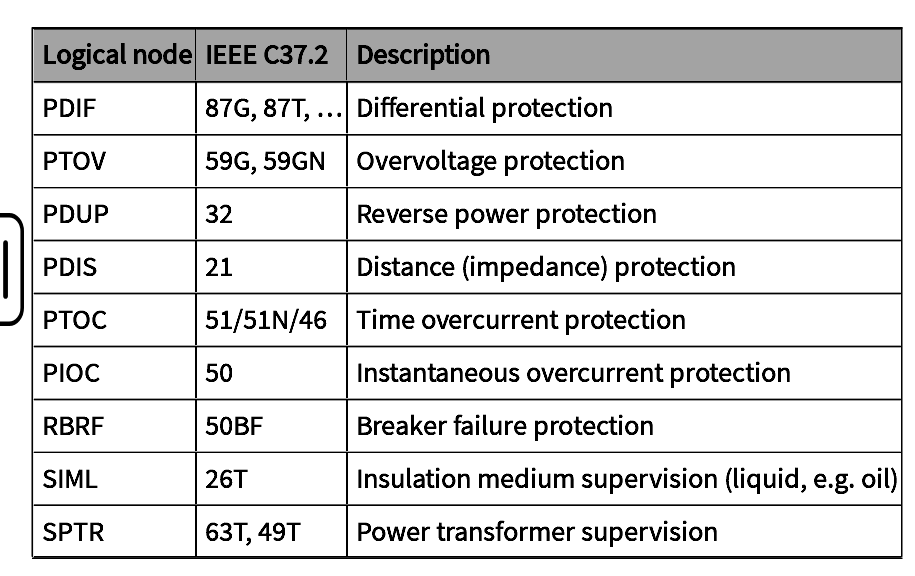 Logical node IEEE C37.2 Description
PDIF 87G, 87T, ... Differential protection
PTOV 59G, 59GN Overvoltage protection
PDUP 32 Reverse power protection
PDIS 21 Distance (impedance) protection
PTOC 51/51N/46 Time overcurrent protection
PIOC 50 Instantaneous overcurrent protection
RBRF 50BF Breaker failure protection
SIML 26T Insulation medium supervision (liquid, e.g. oil)
SPTR 63T, 49T Power transformer supervision